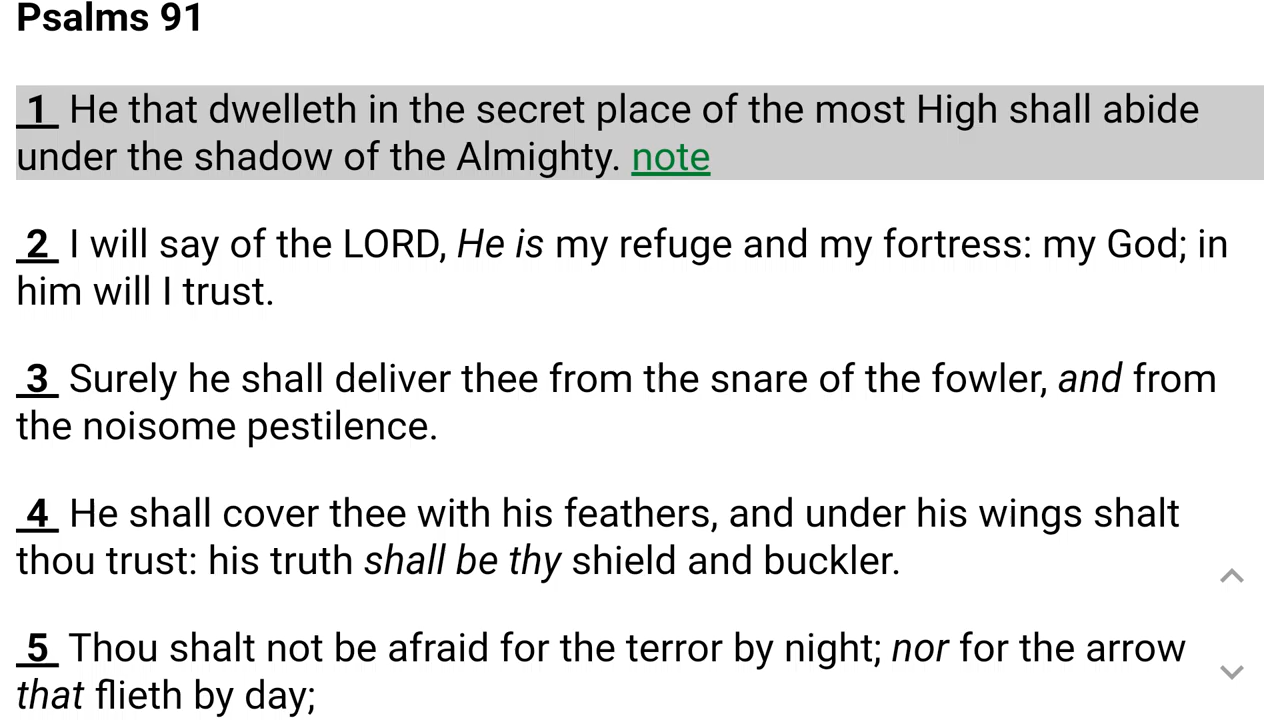 Psalms 91
1 He that dwelleth in the secret place of the most High shall abide
under the shadow of the Almighty. note
2 I will say of the LORD, He is my refuge and my fortress: my God; in
him will I trust.
3 Surely he shall deliver thee from the snare of the fowler, and from
the noisome pestilence.
4 He shall cover thee with his feathers, and under his wings shalt
thou trust: his truth shall be thy shield and buckler.
5 Thou shalt not be afraid for the terror by night; nor for the arrow
that flieth by day;